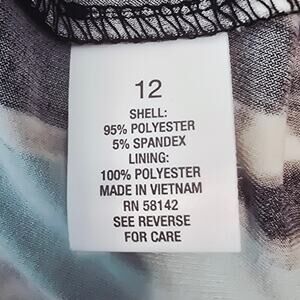 12
SHELL:
95% POLYESTER
5% SPANDEX
LINING:
100% POLYESTER
MADE IN VIETNAM
RN 58142
SEE REVERSE
FOR CARE